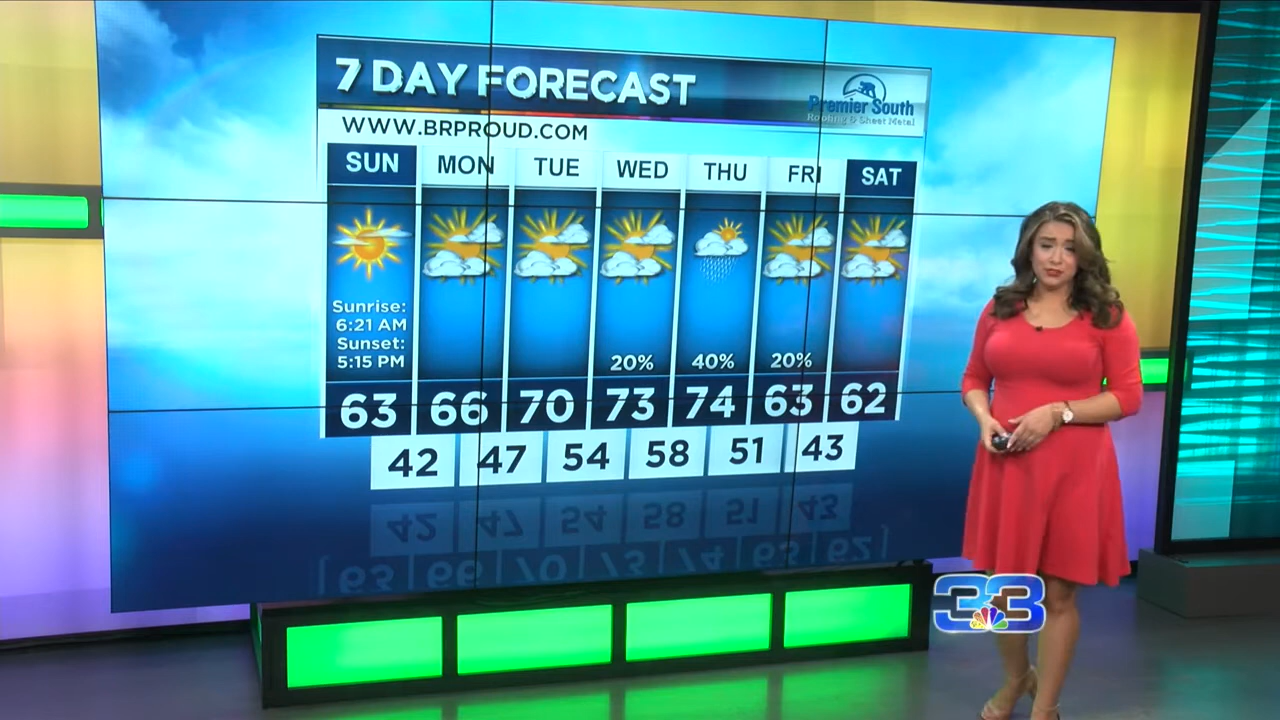 7 DAY FORECAST
Premier South
Roofing & Sheet Metal
WWW.BRPROUD.COM
SUN MON TUE WED THU FRI SAT
Sunrise:
6:21 AM
Sunset:
5:15 PM
20% 40% 20%
63 66 70 73 74 63 62
42 47 54 58 51 43
33